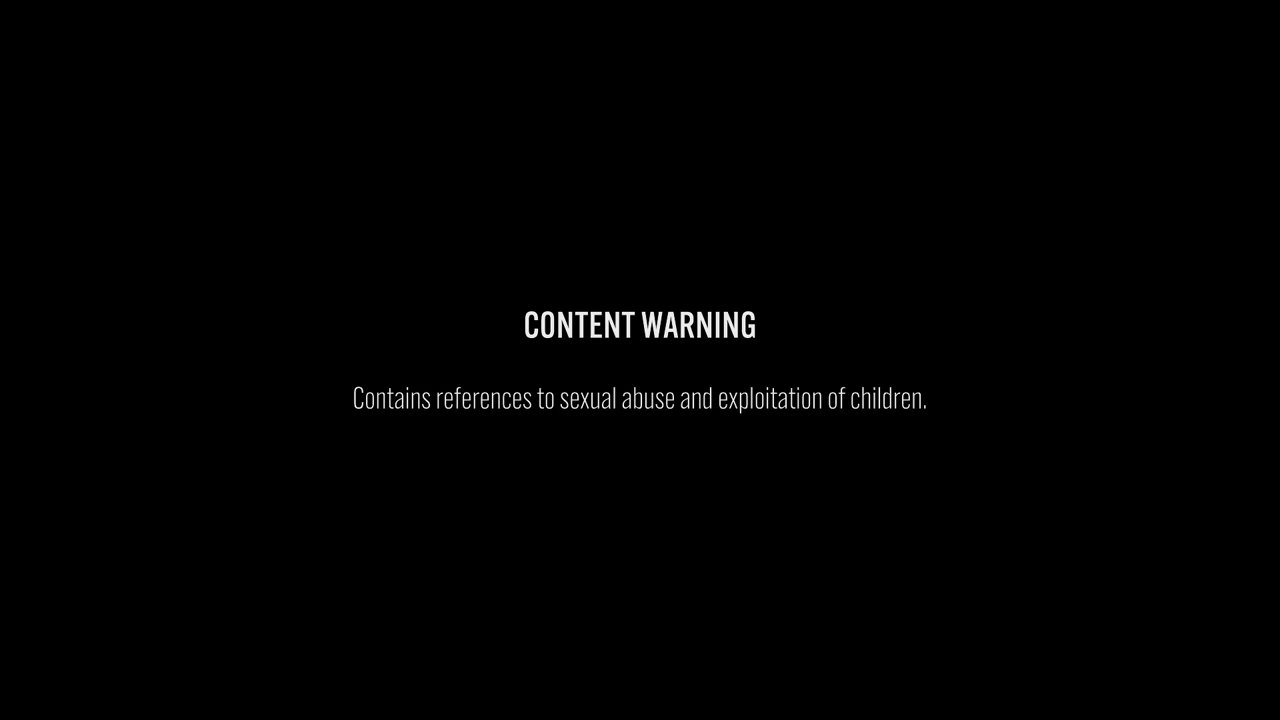 CONTENT WARNING
Contains references to sexual abuse and exploitation of children.